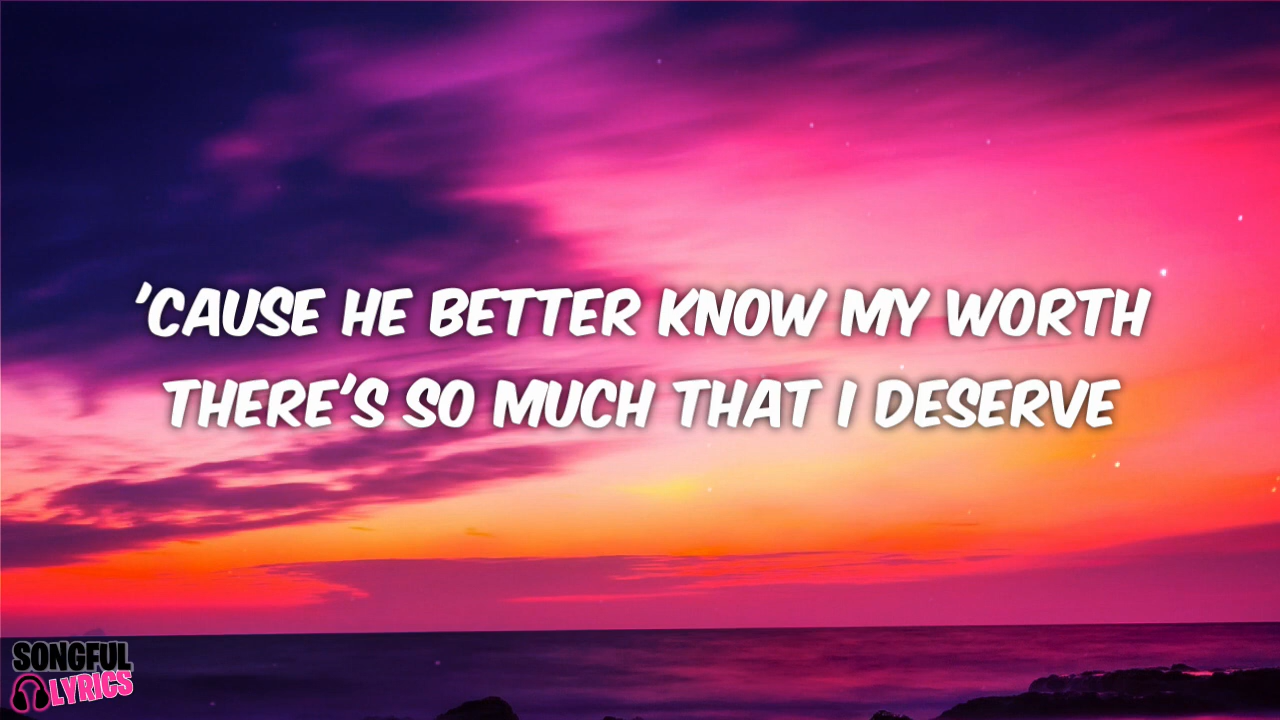 'CAUSE HE BETTER KNOW MY WORTH
THERE'S SO MUCH THAT I DESERVE
SONGFUL
LYRICS